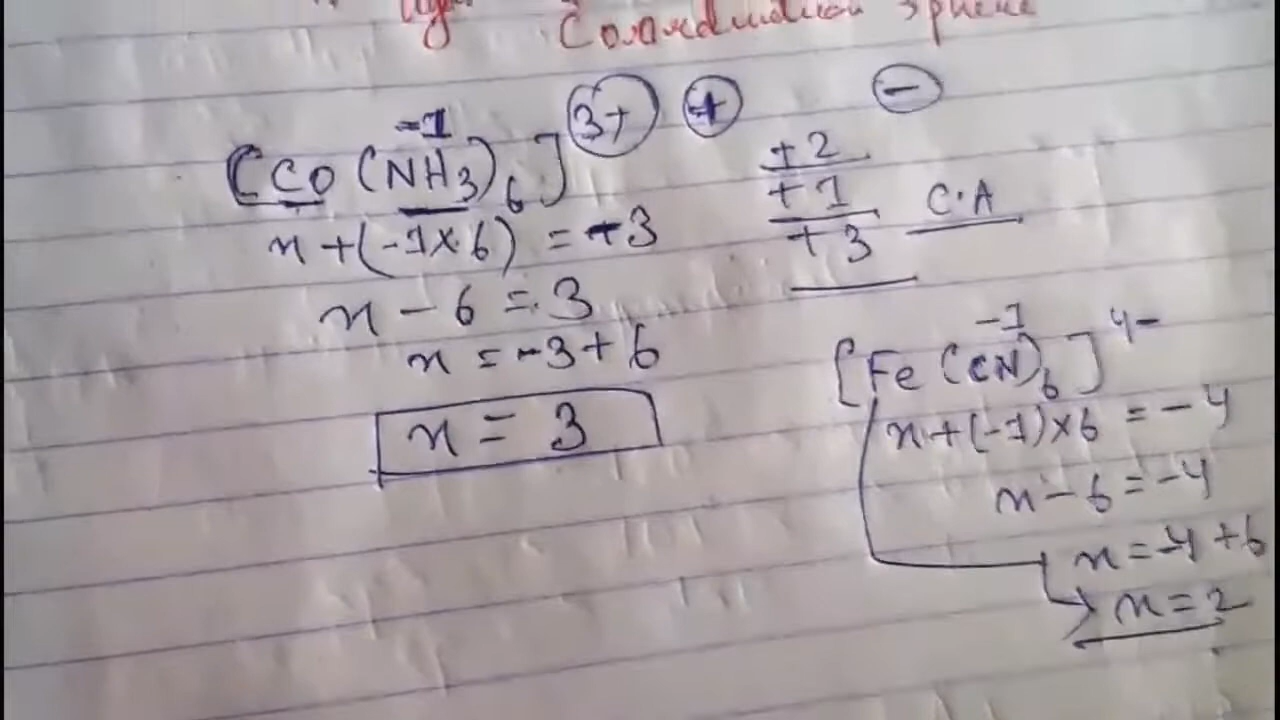 Coordination sphere
3+ + −
-1
[CO(NH3)6]
x+(-1×6) = +3
x - 6 = 3
x = -3+6
x = 3
+2
+1
+3
C.A
-1
[Fe(CN)6]4-
x+(-1)×6 = -4
x-6=-4
x=-4+6
x=2